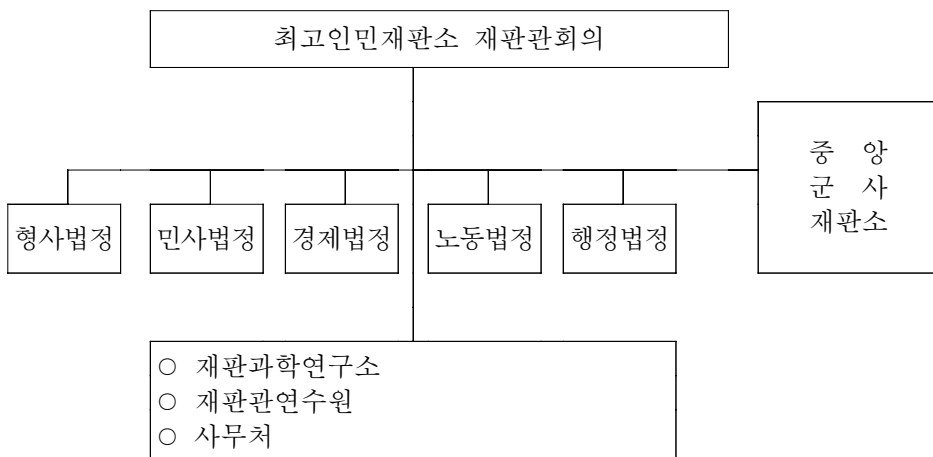 최고인민재판소 재판관회의
중 앙
군 사
재판소
형사법정
민사법정
경제법정
노동법정
행정법정
○ 재판과학연구소
○ 재판관연수원
○ 사무처